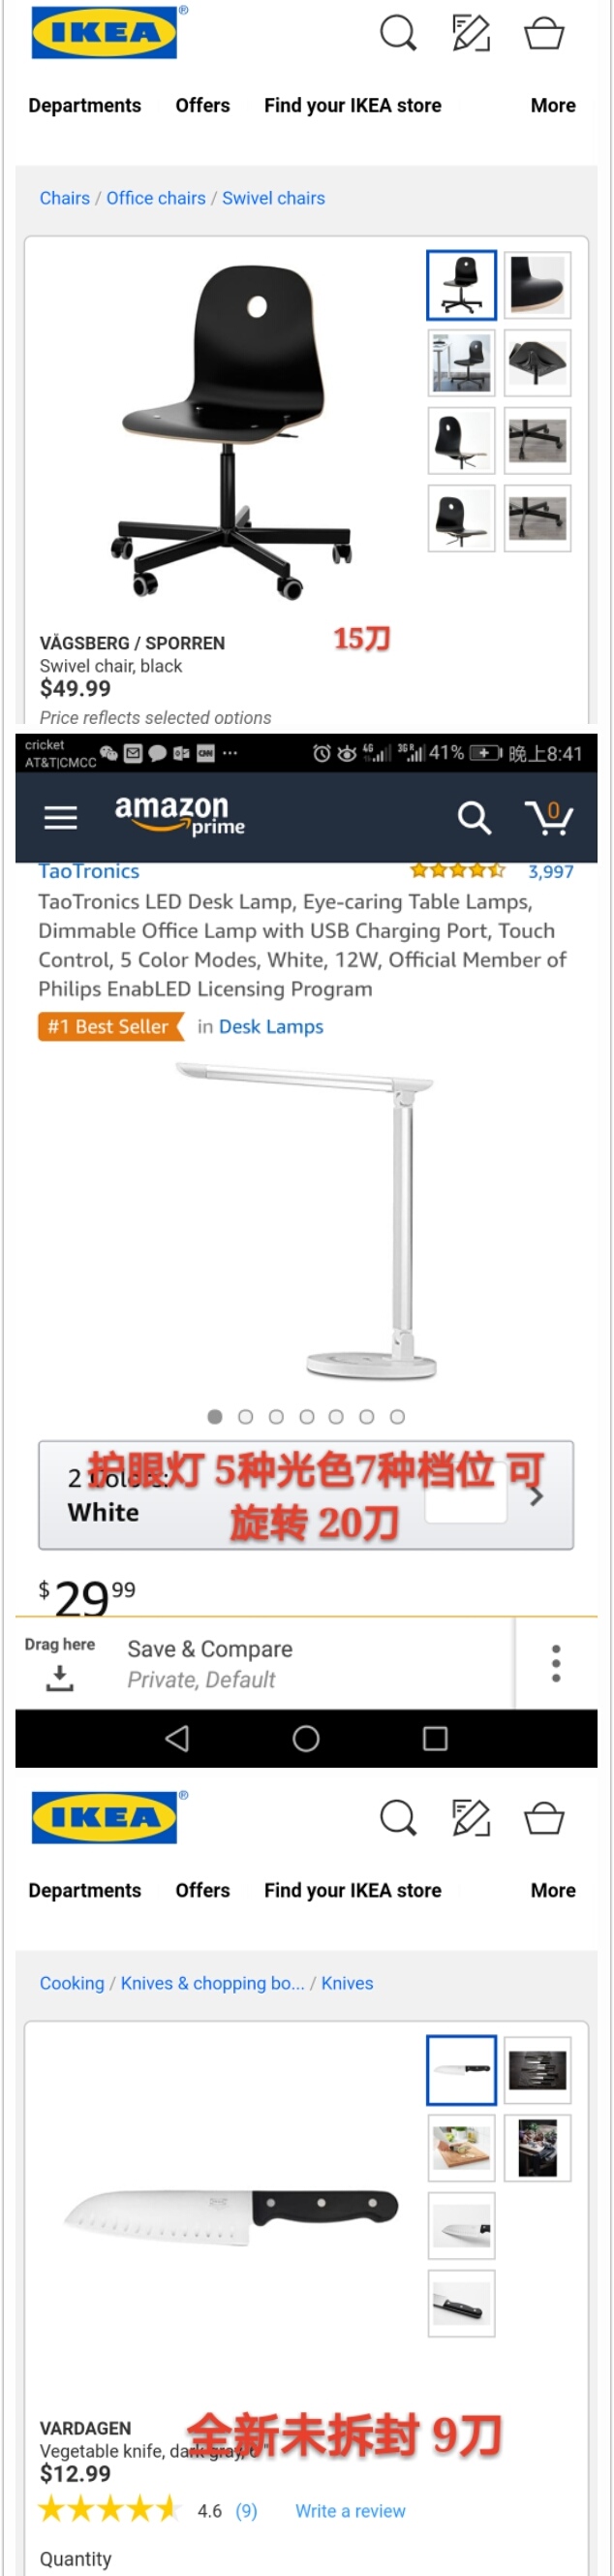 IKEA®
Departments Offers Find your IKEA store More
Chairs / Office chairs / Swivel chairs
VÅGSBERG / SPORREN
15刀
Swivel chair, black
$49.99
Price reflects selected options
cricket
AT&T|CMCC ... 4G 3G R 41% 晚上8:41
amazon prime 0
TaoTronics 3,997
TaoTronics LED Desk Lamp, Eye-caring Table Lamps,
Dimmable Office Lamp with USB Charging Port, Touch
Control, 5 Color Modes, White, 12W, Official Member of
Philips EnabLED Licensing Program
#1 Best Seller in Desk Lamps
2 Colors:
护眼灯 5种光色7种档位 可
White
旋转 20刀
$29 99
Drag here Save & Compare
Private, Default
IKEA®
Departments Offers Find your IKEA store More
Cooking / Knives & chopping bo... / Knives
VARDAGEN
全新未拆封 9刀
Vegetable knife, dark gray, 6 "
$12.99
4.6 (9) Write a review
Quantity